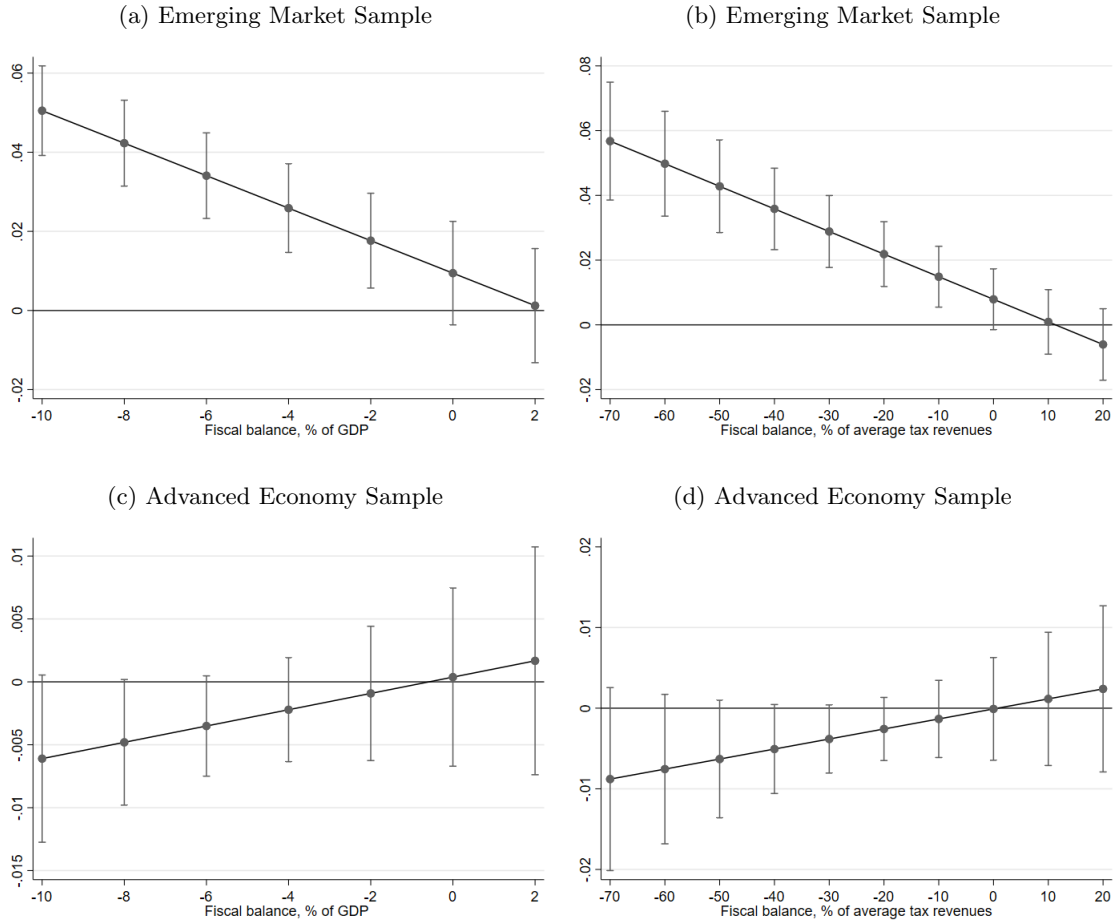 (a) Emerging Market Sample
.06
.04
.02
0
-.02
-10 -8 -6 -4 -2 0 2
Fiscal balance, % of GDP
(b) Emerging Market Sample
.08
.06
.04
.02
0
-.02
-70 -60 -50 -40 -30 -20 -10 0 10 20
Fiscal balance, % of average tax revenues
(c) Advanced Economy Sample
.01
.005
0
-.005
-.01
-.015
-10 -8 -6 -4 -2 0 2
Fiscal balance, % of GDP
(d) Advanced Economy Sample
.02
.01
0
-.01
-.02
-70 -60 -50 -40 -30 -20 -10 0 10 20
Fiscal balance, % of average tax revenues